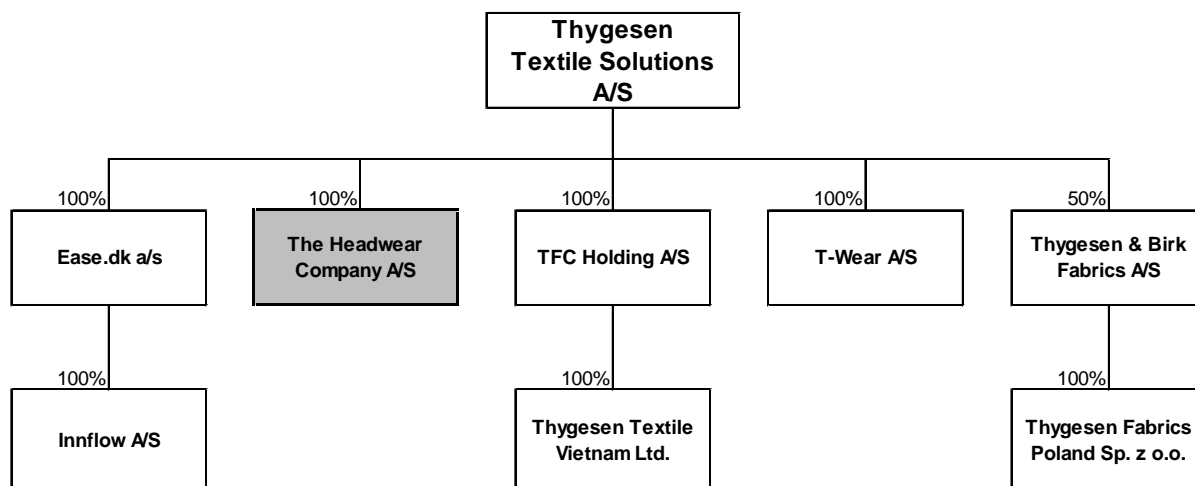 Thygesen
Textile Solutions
A/S
100%
100%
100%
100%
50%
Ease.dk a/s
The Headwear
Company A/S
TFC Holding A/S
T-Wear A/S
Thygesen & Birk
Fabrics A/S
100%
100%
100%
Innflow A/S
Thygesen Textile
Vietnam Ltd.
Thygesen Fabrics
Poland Sp. z o.o.